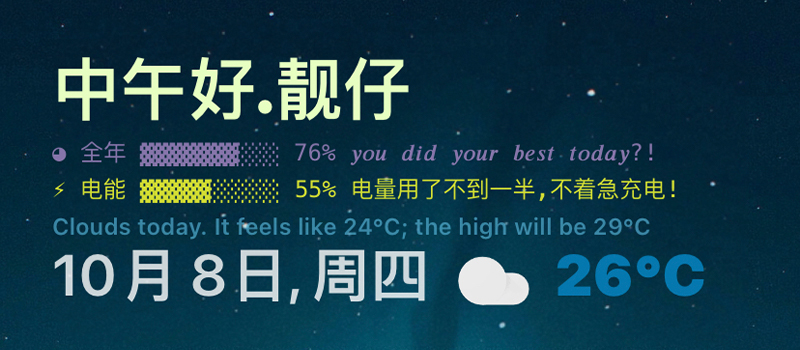 中午好.靓仔
◕ 全年 ▓▓▓▓▓▓▓▓▓▓░░░░ 76% you did your best today?!
⚡ 电能 ▓▓▓▓▓▓▓░░░░░░░ 55% 电量用了不到一半,不着急充电!
Clouds today. It feels like 24°C; the high will be 29°C
10月8日, 周四 26°C